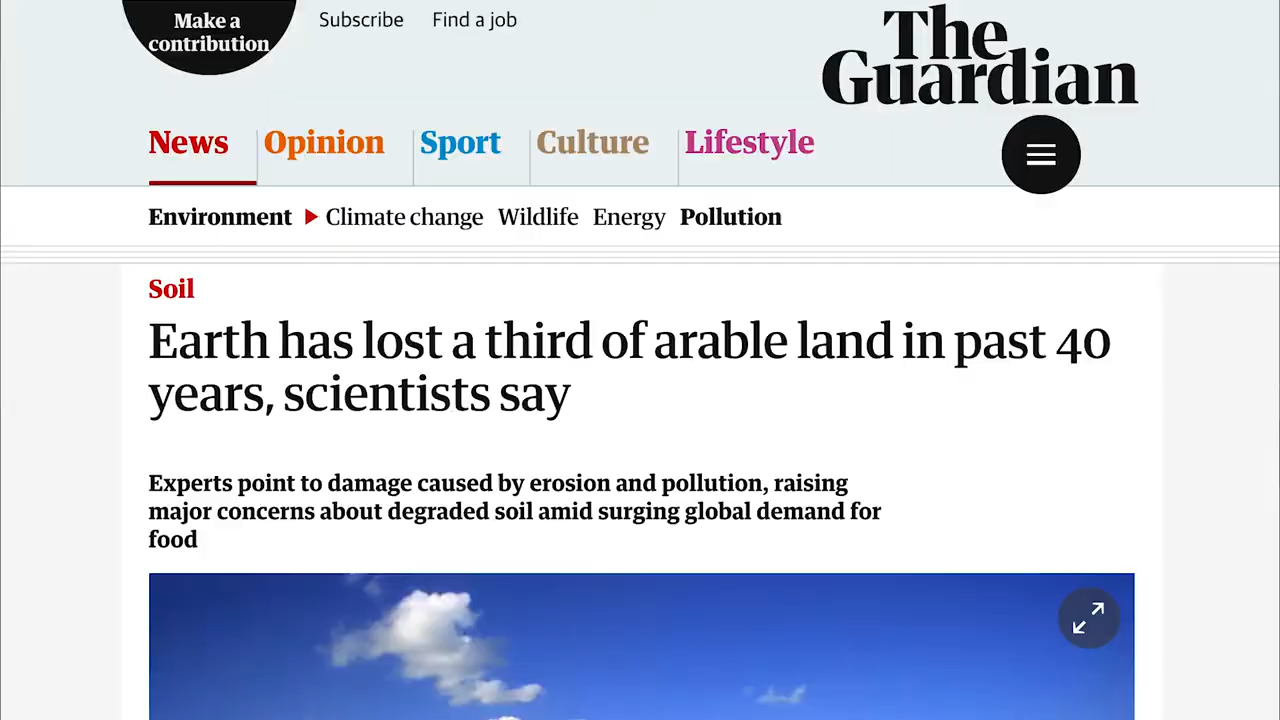 Make a
contribution
Subscribe Find a job
The
Guardian
News Opinion Sport Culture Lifestyle
Environment Climate change Wildlife Energy Pollution
Soil
Earth has lost a third of arable land in past 40
years, scientists say
Experts point to damage caused by erosion and pollution, raising
major concerns about degraded soil amid surging global demand for
food